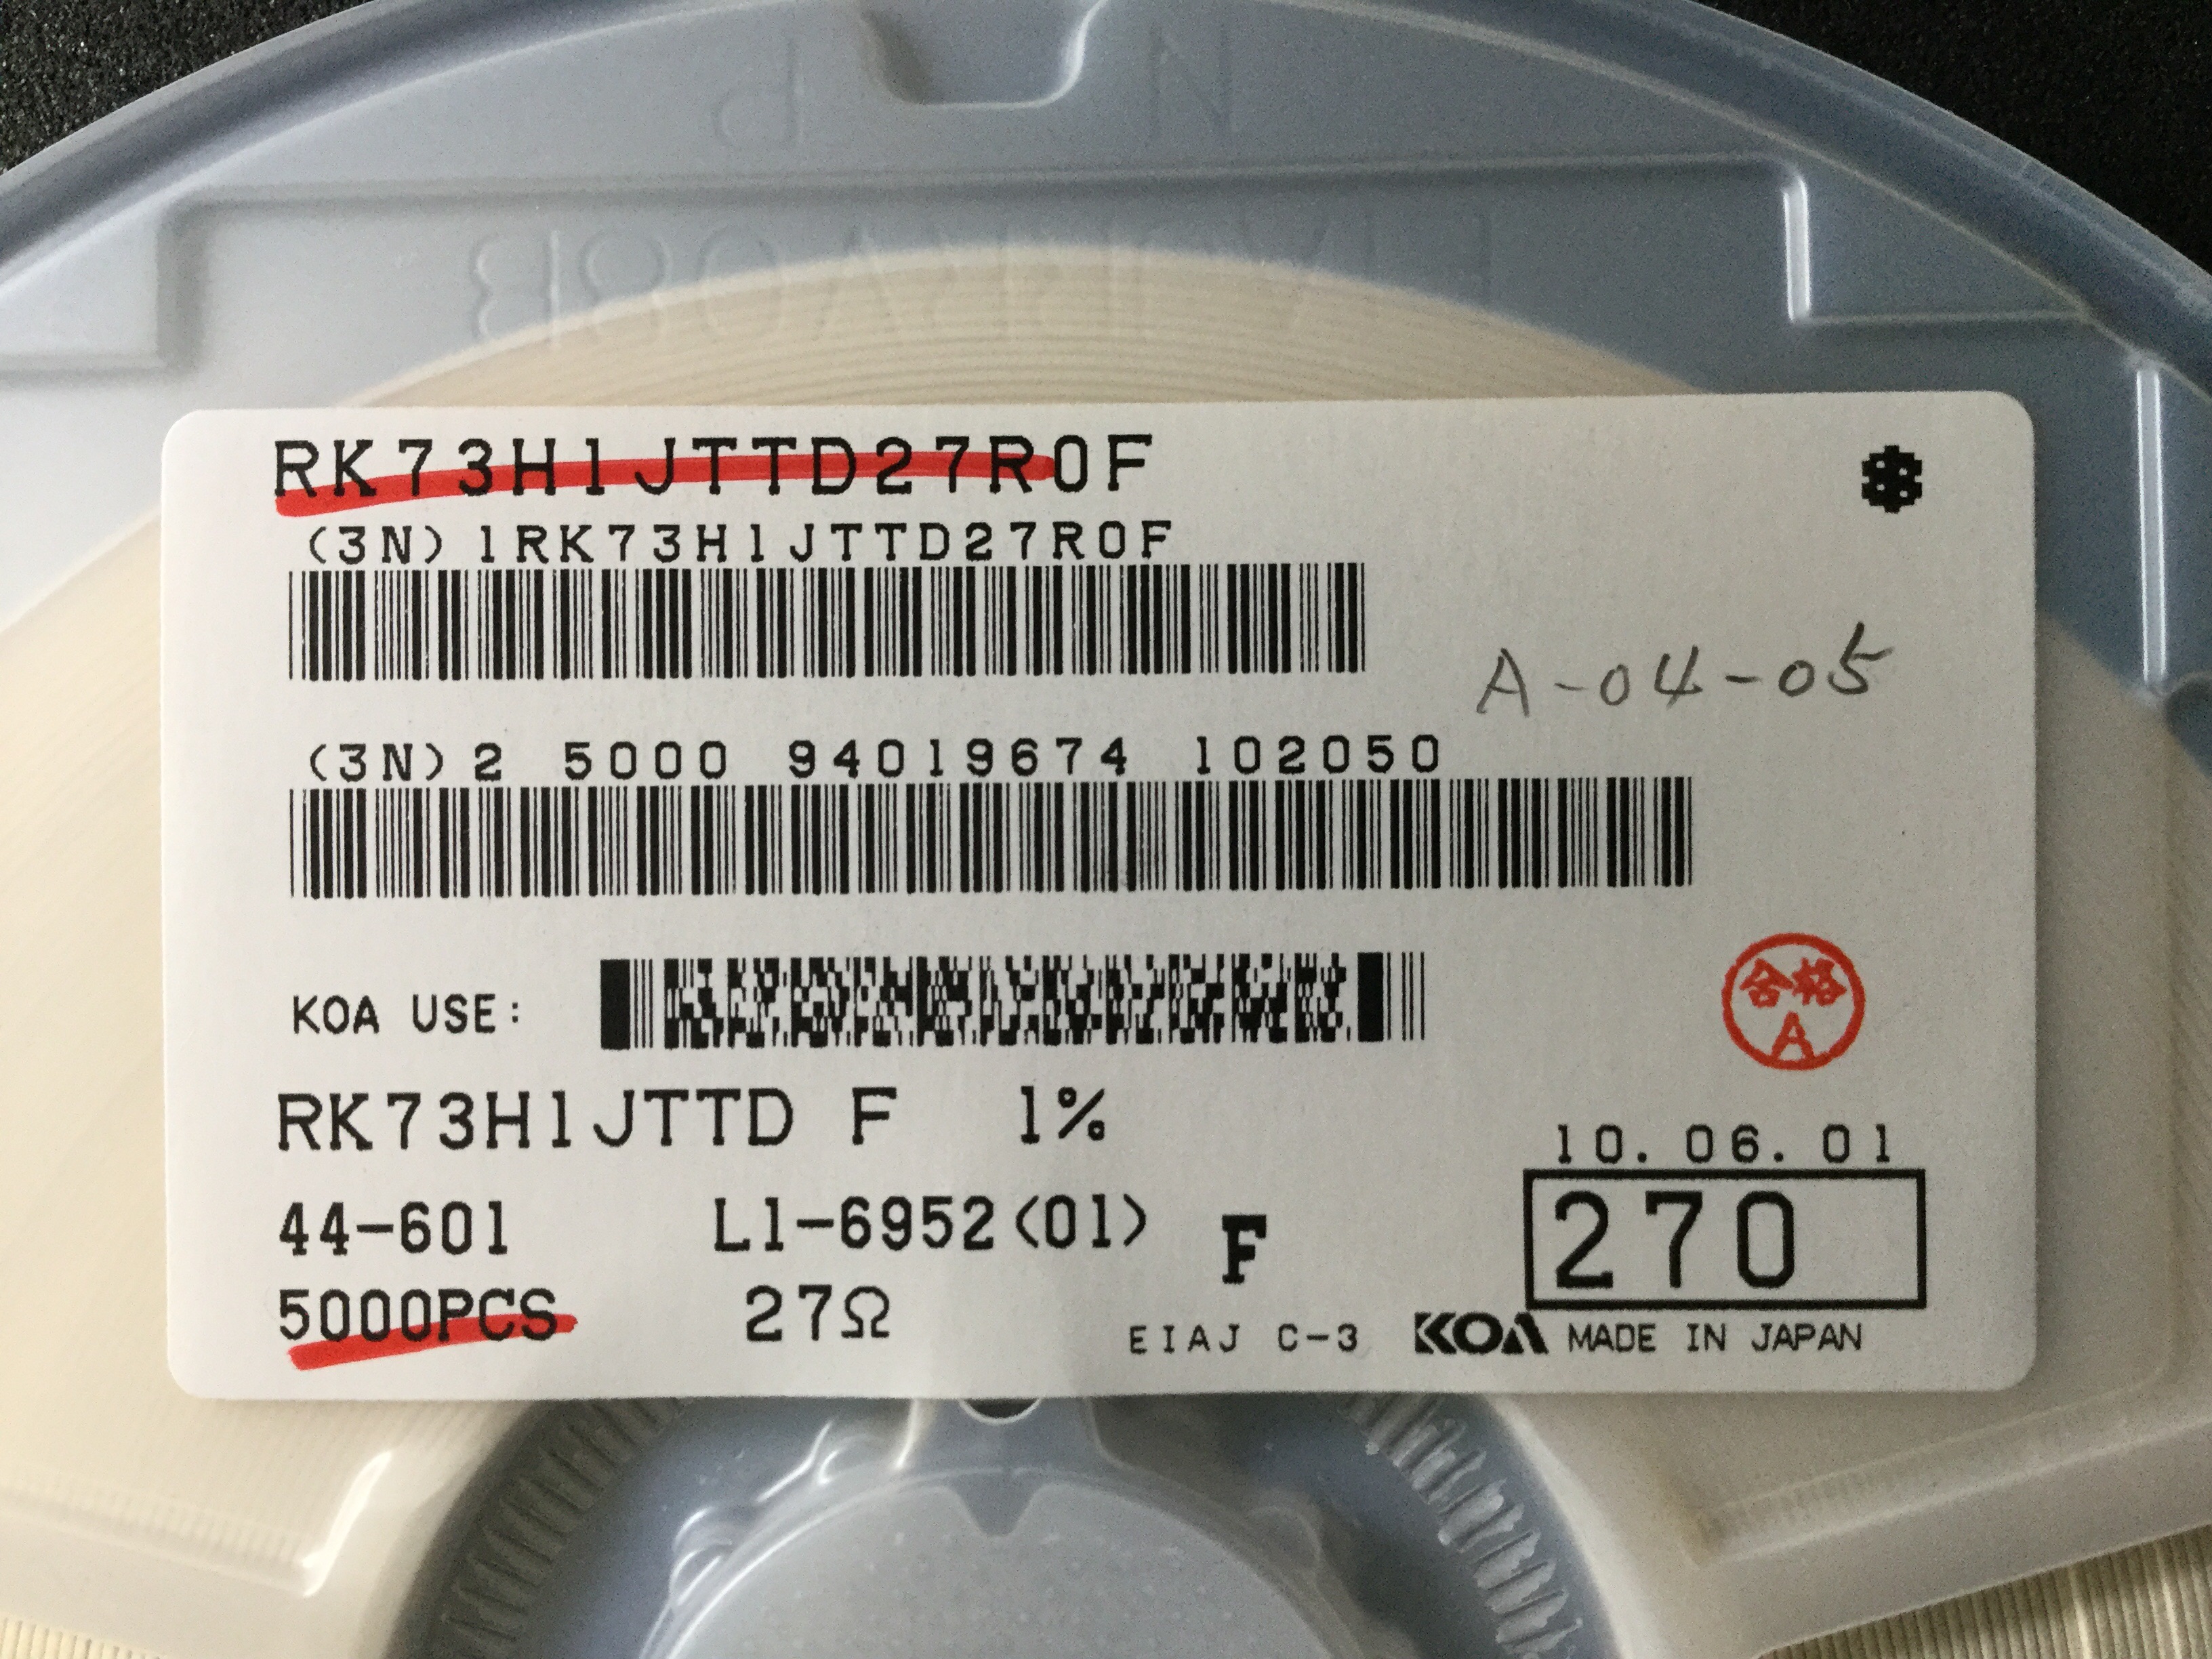 RK73H1JTTD27R0F
(3N)1RK73H1JTTD27R0F
A-04-05
(3N)2 5000 94019674 102050
KOA USE:
合格
A
RK73H1JTTD F 1%
10.06.01
44-601 L1-6952(01) F 270
5000PCS 27Ω EIAJ C-3 KOA MADE IN JAPAN